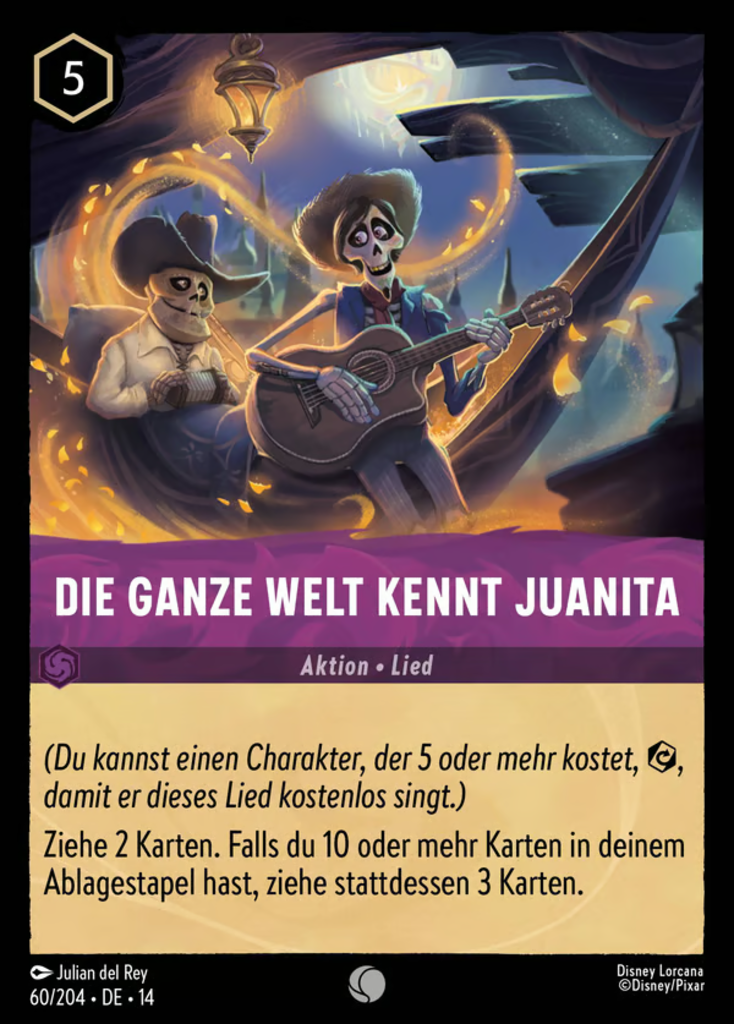 5
DIE GANZE WELT KENNT JUANITA
Aktion • Lied
(Du kannst einen Charakter, der 5 oder mehr kostet, ,
damit er dieses Lied kostenlos singt.)
Ziehe 2 Karten. Falls du 10 oder mehr Karten in deinem
Ablagestapel hast, ziehe stattdessen 3 Karten.
Julian del Rey
Disney Lorcana
60/204 • DE • 14
©Disney/Pixar